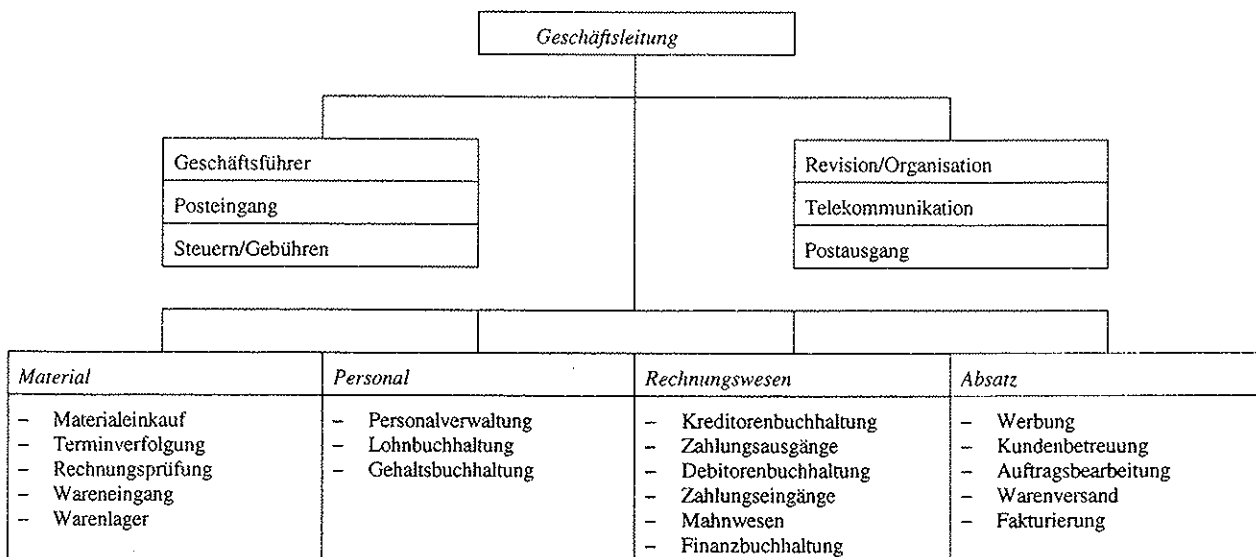 Geschäftsleitung
Geschäftsführer
Posteingang
Steuern/Gebühren
Revision/Organisation
Telekommunikation
Postausgang
Material
– Materialeinkauf
– Terminverfolgung
– Rechnungsprüfung
– Wareneingang
– Warenlager
Personal
– Personalverwaltung
– Lohnbuchhaltung
– Gehaltsbuchhaltung
Rechnungswesen
– Kreditorenbuchhaltung
– Zahlungsausgänge
– Debitorenbuchhaltung
– Zahlungseingänge
– Mahnwesen
– Finanzbuchhaltung
Absatz
– Werbung
– Kundenbetreuung
– Auftragsbearbeitung
– Warenversand
– Fakturierung